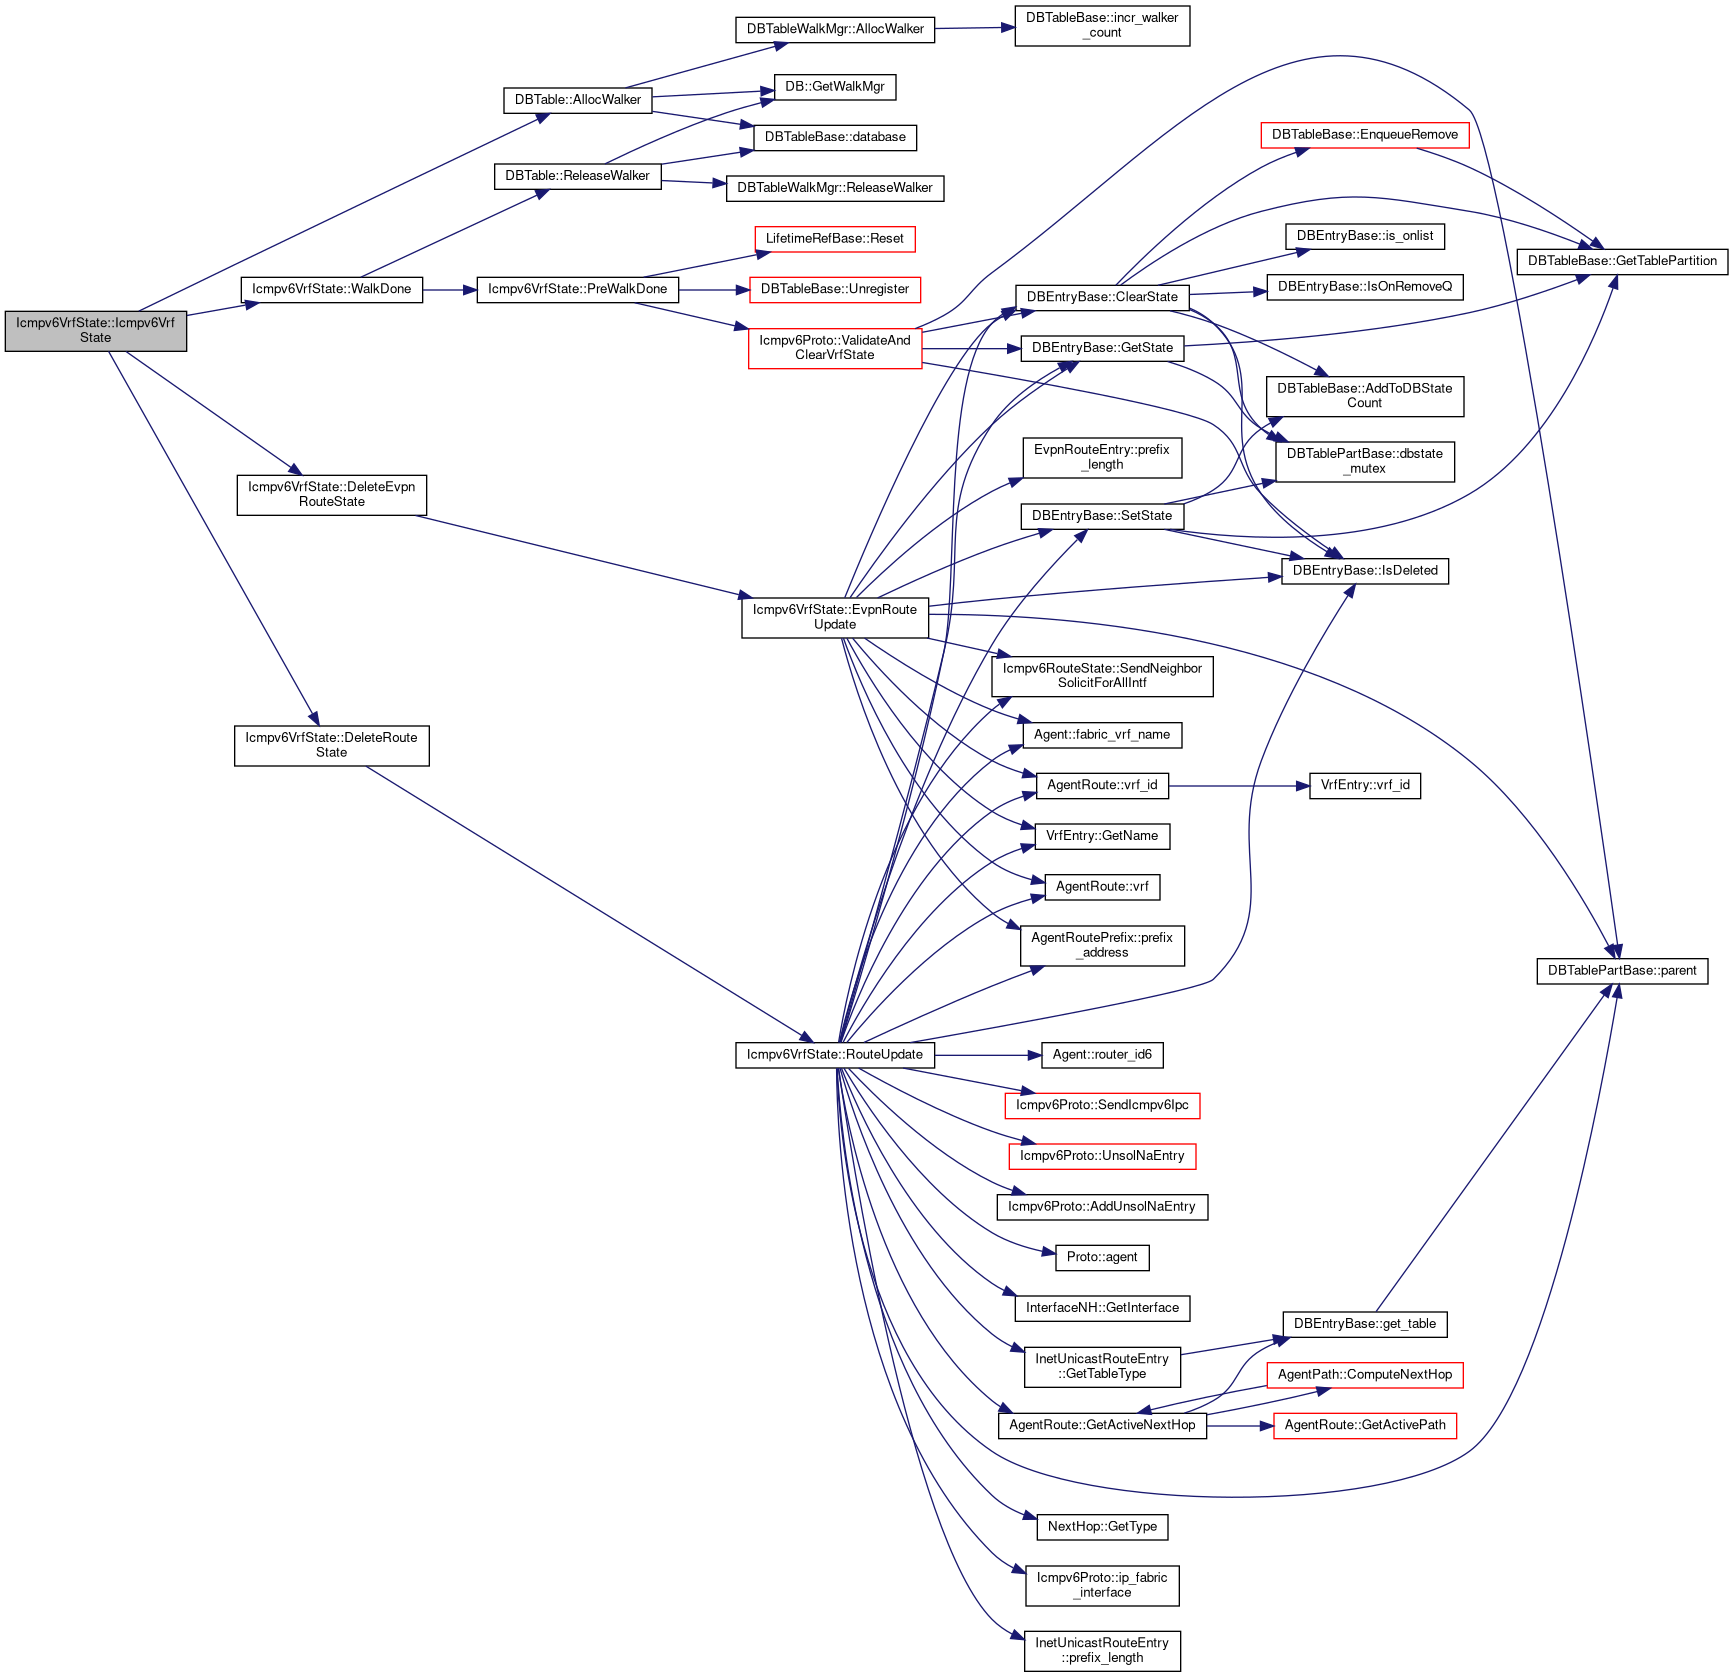 Icmpv6VrfState::Icmpv6Vrf
State
DBTable::AllocWalker
DBTableWalkMgr::AllocWalker
DBTableBase::incr_walker
_count
DB::GetWalkMgr
DBTableBase::database
DBTable::ReleaseWalker
DBTableWalkMgr::ReleaseWalker
Icmpv6VrfState::WalkDone
Icmpv6VrfState::PreWalkDone
LifetimeRefBase::Reset
DBTableBase::Unregister
Icmpv6Proto::ValidateAnd
ClearVrfState
DBEntryBase::ClearState
DBTableBase::EnqueueRemove
DBTableBase::GetTablePartition
DBEntryBase::is_onlist
DBEntryBase::IsOnRemoveQ
DBEntryBase::GetState
DBTableBase::AddToDBState
Count
DBTablePartBase::dbstate
_mutex
EvpnRouteEntry::prefix
_length
DBEntryBase::SetState
DBEntryBase::IsDeleted
Icmpv6VrfState::DeleteEvpn
RouteState
Icmpv6VrfState::EvpnRoute
Update
Icmpv6RouteState::SendNeighbor
SolicitForAllIntf
Agent::fabric_vrf_name
Icmpv6VrfState::DeleteRoute
State
AgentRoute::vrf_id
VrfEntry::vrf_id
VrfEntry::GetName
AgentRoute::vrf
AgentRoutePrefix::prefix
_address
DBTablePartBase::parent
Icmpv6VrfState::RouteUpdate
Agent::router_id6
Icmpv6Proto::SendIcmpv6Ipc
Icmpv6Proto::UnsolNaEntry
Icmpv6Proto::AddUnsolNaEntry
Proto::agent
InterfaceNH::GetInterface
DBEntryBase::get_table
InetUnicastRouteEntry
::GetTableType
AgentPath::ComputeNextHop
AgentRoute::GetActiveNextHop
AgentRoute::GetActivePath
NextHop::GetType
Icmpv6Proto::ip_fabric
_interface
InetUnicastRouteEntry
::prefix_length